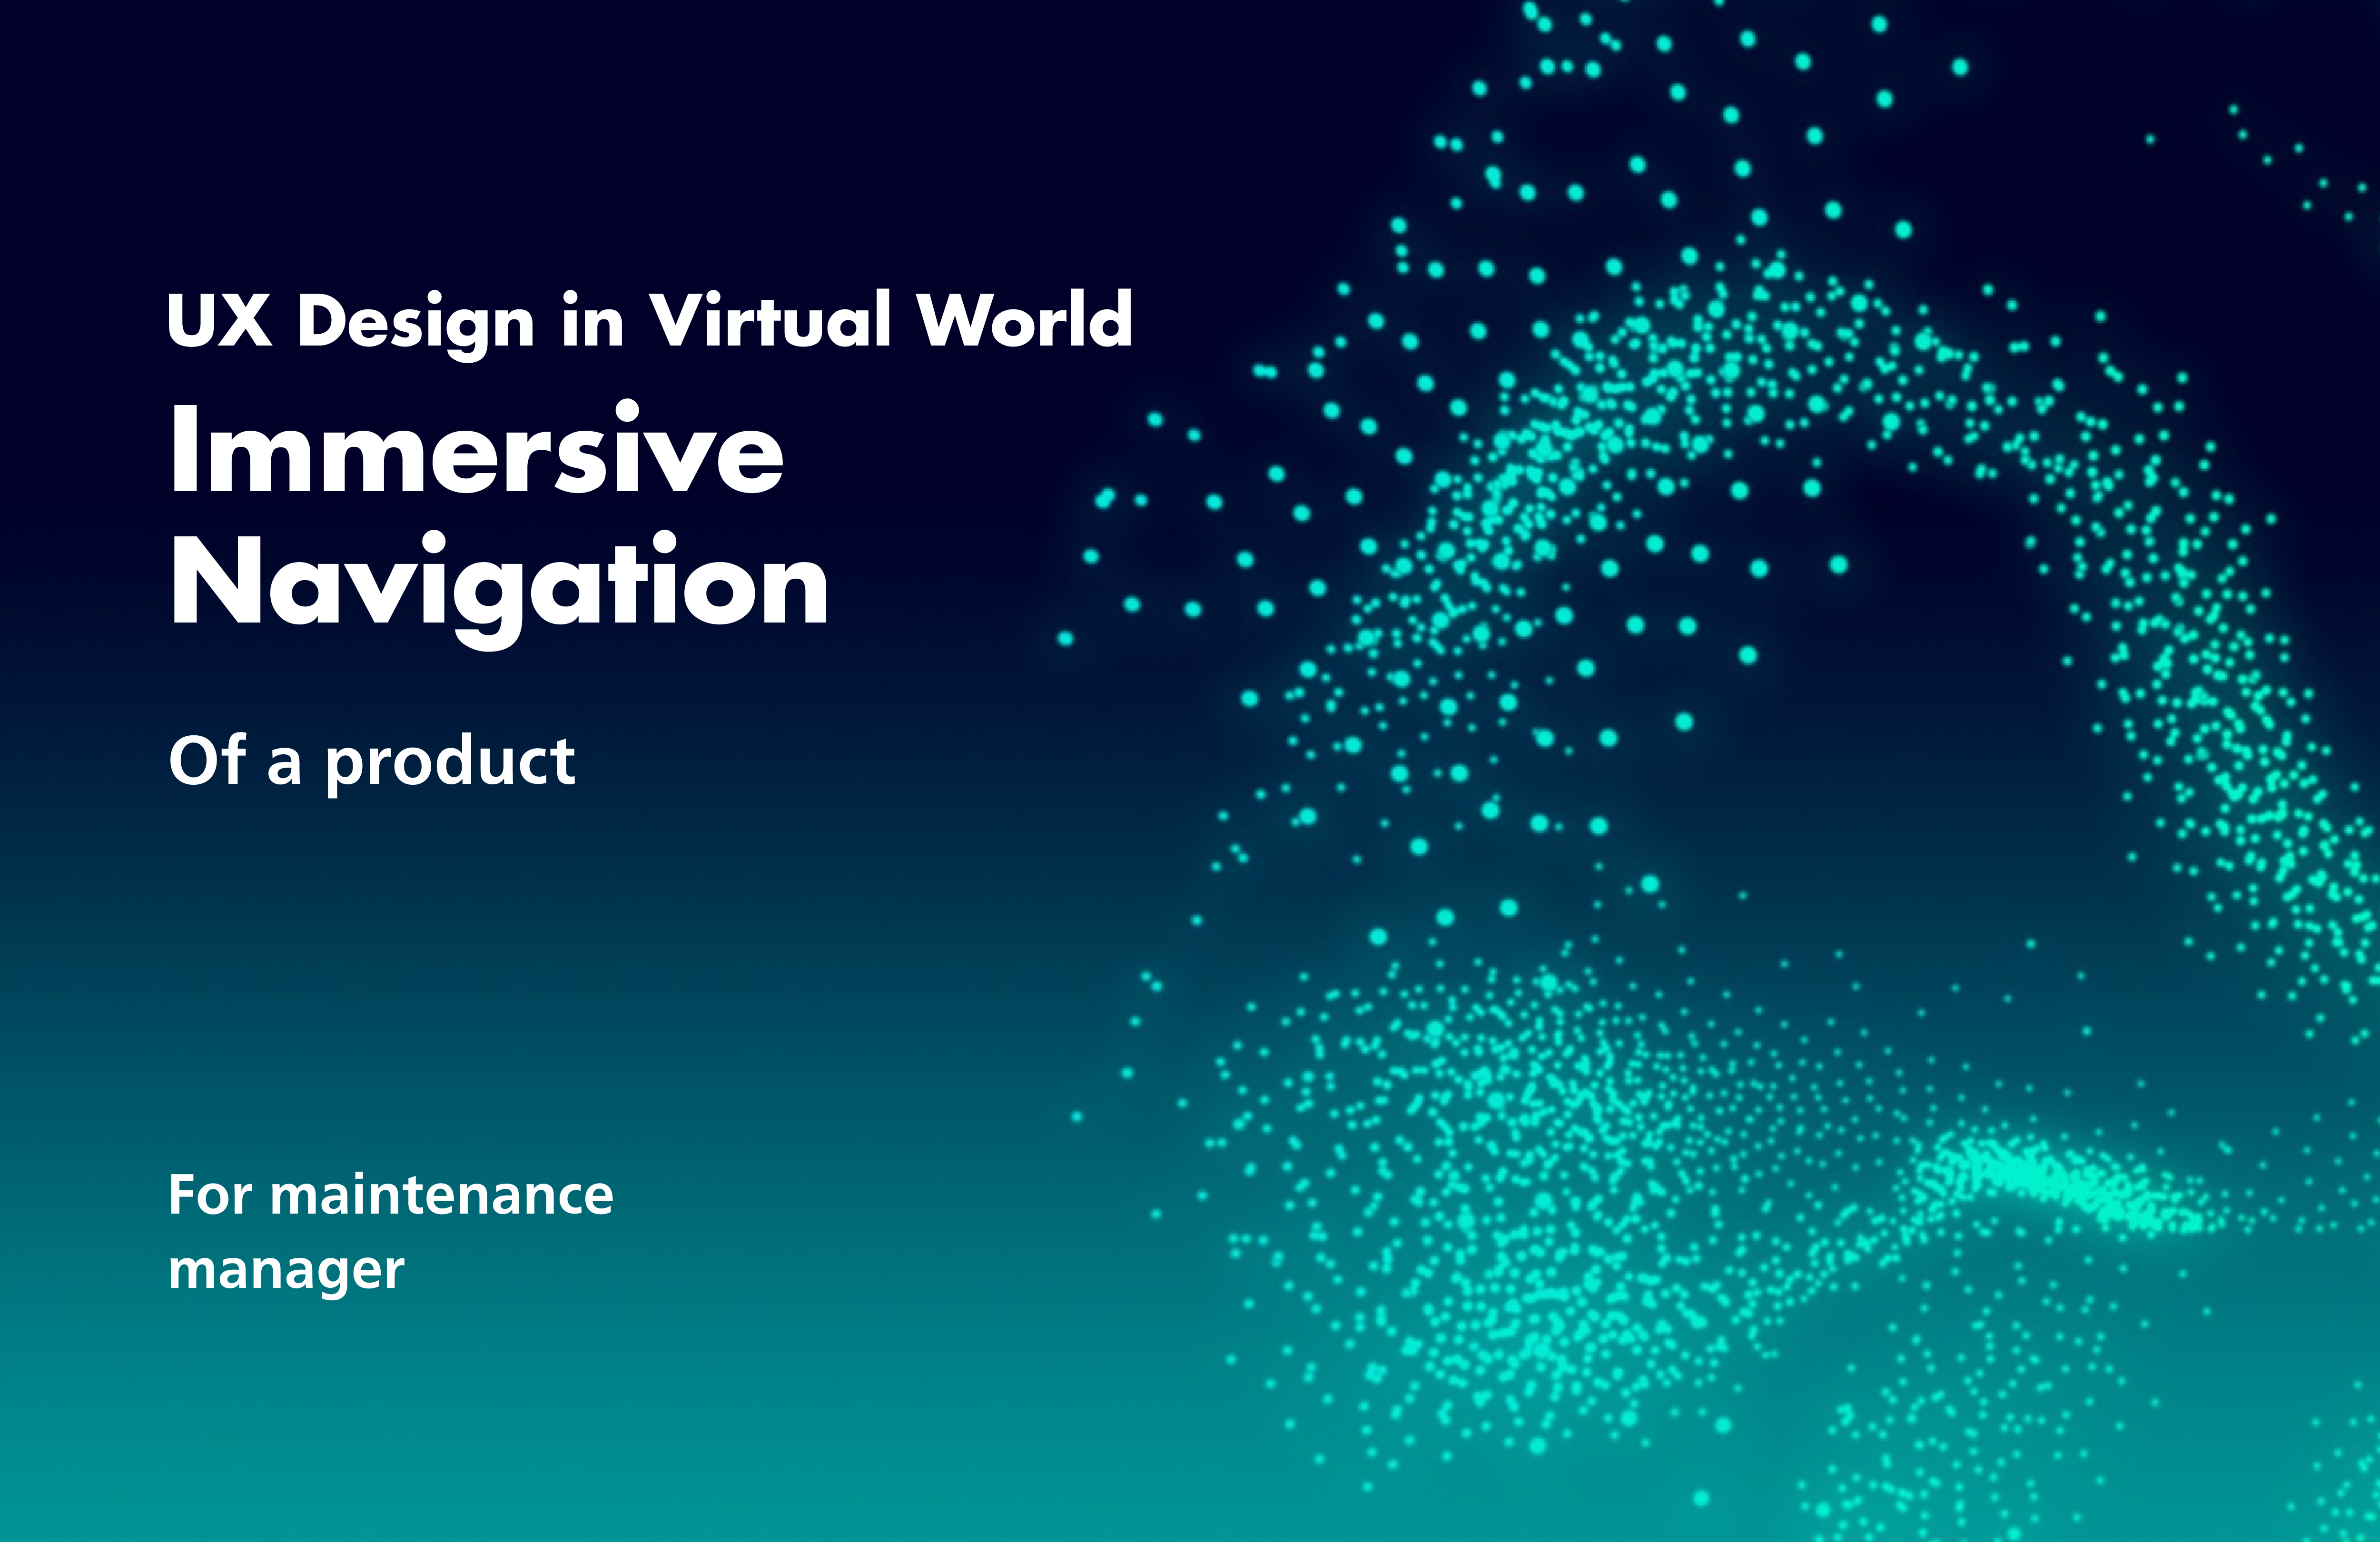 UX Design in Virtual World
Immersive
Navigation
Of a product
For maintenance
manager